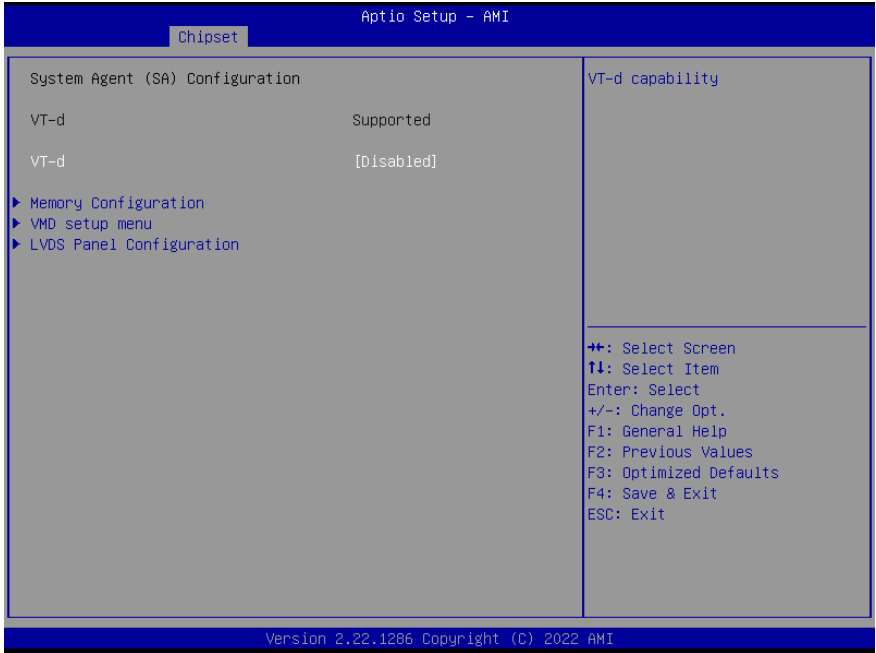 Aptio Setup – AMI
Chipset
System Agent (SA) Configuration
VT-d Supported
VT-d [Disabled]
Memory Configuration
VMD setup menu
LVDS Panel Configuration
VT-d capability
→←: Select Screen
↑↓: Select Item
Enter: Select
+/-: Change Opt.
F1: General Help
F2: Previous Values
F3: Optimized Defaults
F4: Save & Exit
ESC: Exit
Version 2.22.1286 Copyright (C) 2022 AMI